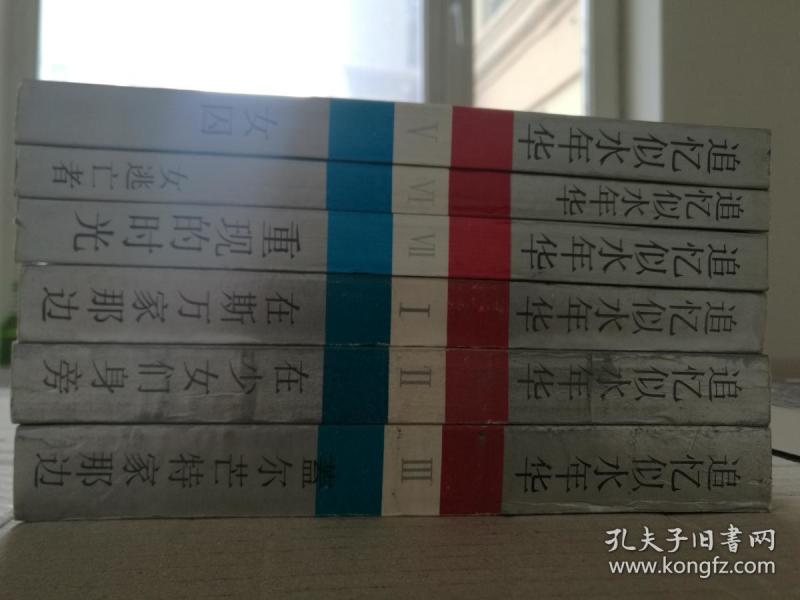 追忆似水年华 V 女囚
追忆似水年华 VI 女逃亡者
追忆似水年华 VII 重现的时光
追忆似水年华 I 在斯万家那边
追忆似水年华 II 在少女们身旁
追忆似水年华 III 盖尔芒特家那边
孔夫子旧書网
www.kongfz.com